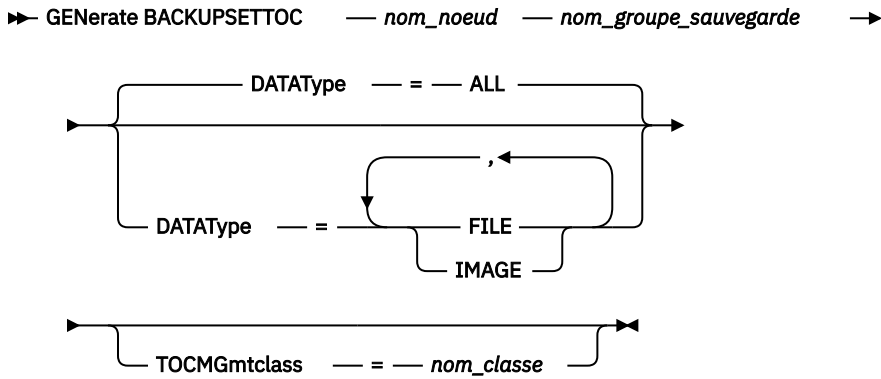 GENerate BACKUPSETTOC nom_noeud nom_groupe_sauvegarde
DATAType = ALL
,
DATAType = FILE
IMAGE
TOCMGmtclass = nom_classe